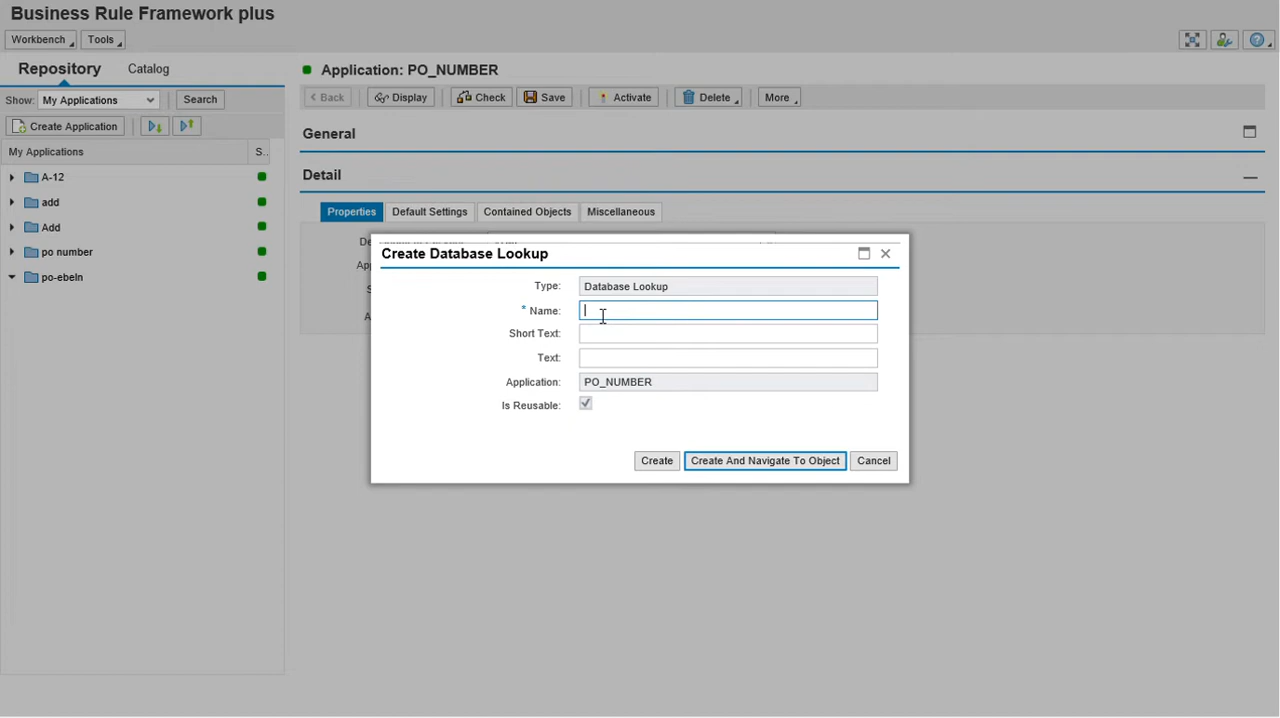 Business Rule Framework plus
Workbench Tools
Repository Catalog
Show: My Applications Search
Create Application
My Applications S..
A-12
add
Add
po number
po-ebeln
Application: PO_NUMBER
Back Display Check Save Activate Delete More
General
Detail
Properties Default Settings Contained Objects Miscellaneous
Create Database Lookup
Type: Database Lookup
* Name:
Short Text:
Text:
Application: PO_NUMBER
Is Reusable:
Create Create And Navigate To Object Cancel